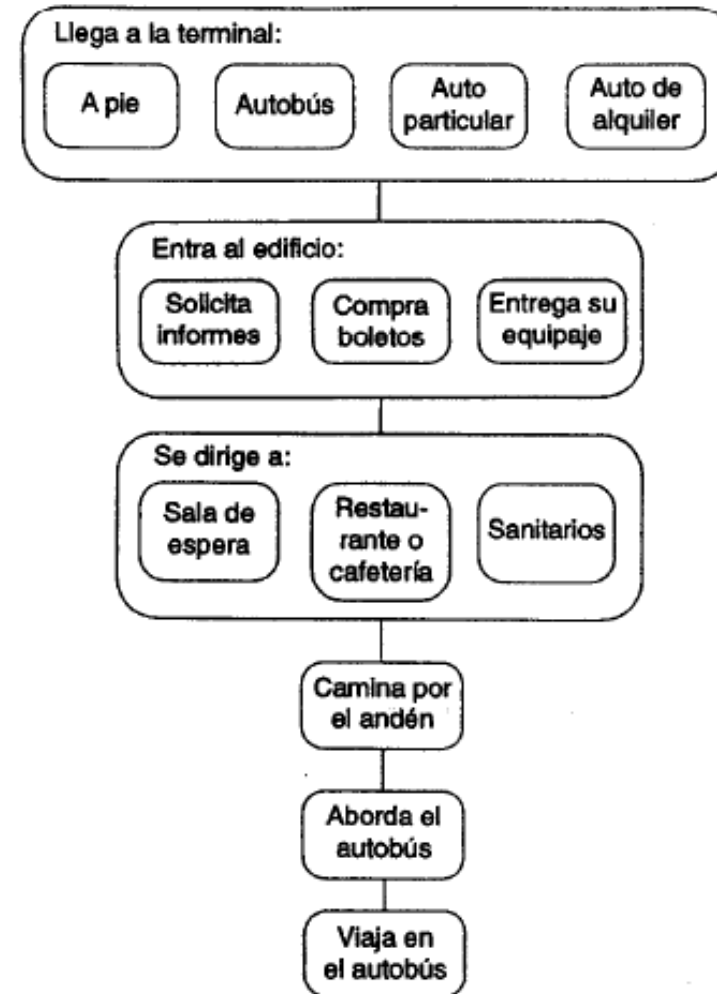 Llega a la terminal:
A pie
Autobús
Auto
particular
Auto de
alquiler
Entra al edificio:
Solicita
informes
Compra
boletos
Entrega su
equipaje
Se dirige a:
Sala de
espera
Restau-
rante o
cafetería
Sanitarios
Camina por
el andén
Aborda el
autobús
Viaja en
el autobús